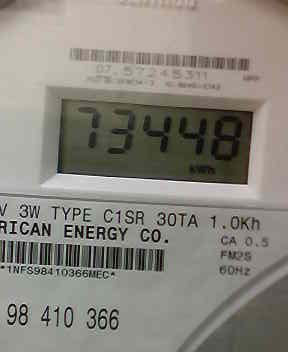 07.57245311
73448
kWh
V 3W TYPE C1SR 30TA 1.0Kh
RICAN ENERGY CO.
CA 0.5
FM2S
60Hz
*1NFS98410366MEC*
98 410 366